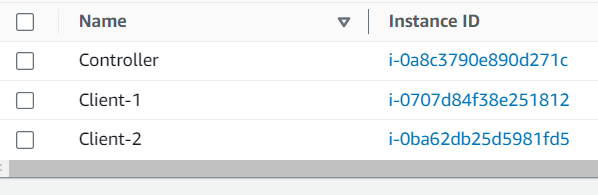 Name Instance ID
Controller i-0a8c3790e890d271c
Client-1 i-0707d84f38e251812
Client-2 i-0ba62db25d5981fd5